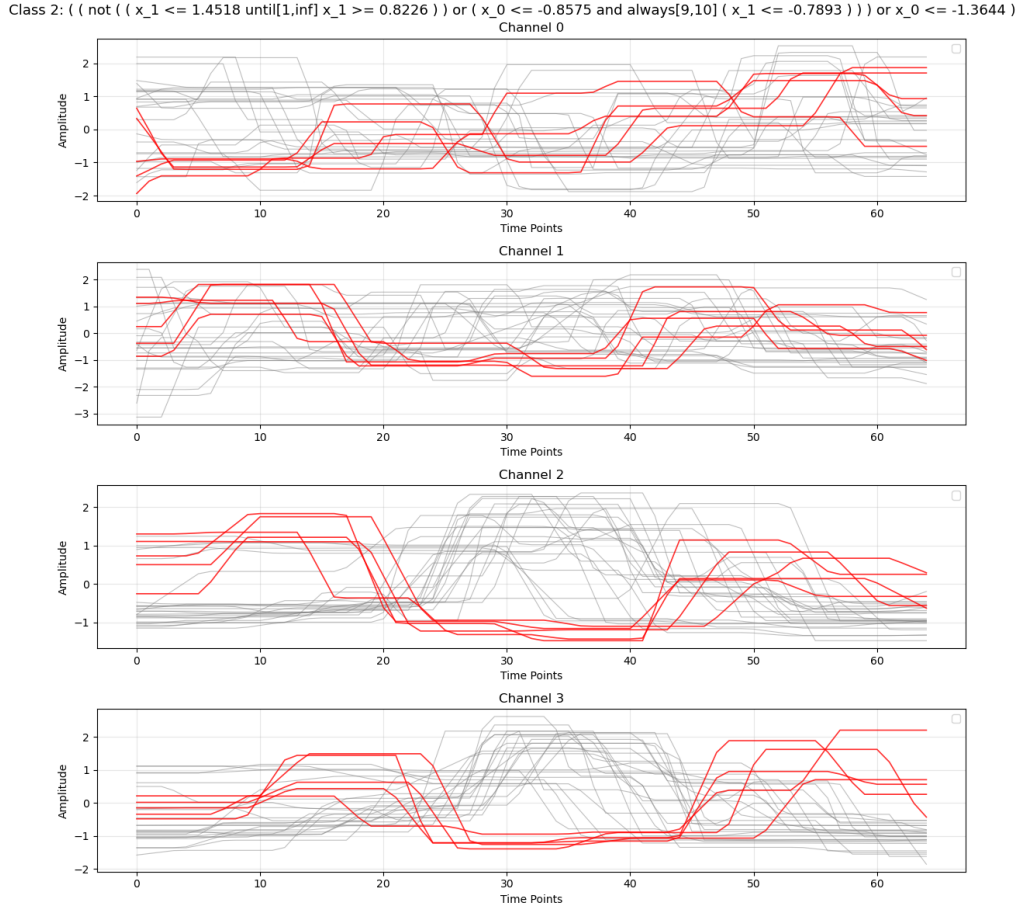 Class 2: ( ( not ( ( x_1 <= 1.4518 until[1,inf] x_1 >= 0.8226 ) ) or ( x_0 <= -0.8575 and always[9,10] ( x_1 <= -0.7893 ) ) ) or x_0 <= -1.3644 )
Channel 0
2
1
0
−1
−2
Amplitude
0 10 20 30 40 50 60
Time Points
Channel 1
2
1
0
−1
−2
−3
Amplitude
0 10 20 30 40 50 60
Time Points
Channel 2
2
1
0
−1
Amplitude
0 10 20 30 40 50 60
Time Points
Channel 3
2
1
0
−1
−2
Amplitude
0 10 20 30 40 50 60
Time Points